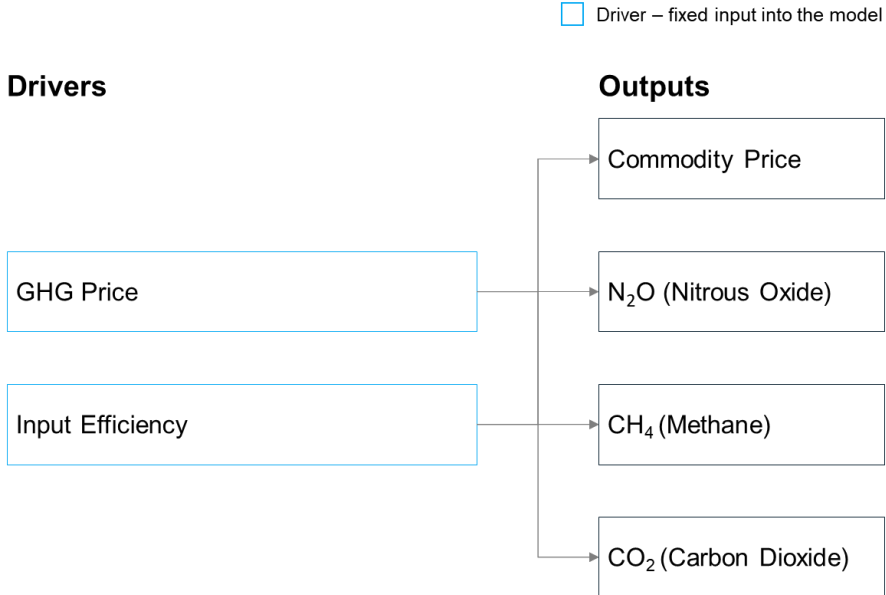 Driver – fixed input into the model
Drivers
Outputs
Commodity Price
GHG Price
N₂O (Nitrous Oxide)
Input Efficiency
CH₄ (Methane)
CO₂ (Carbon Dioxide)